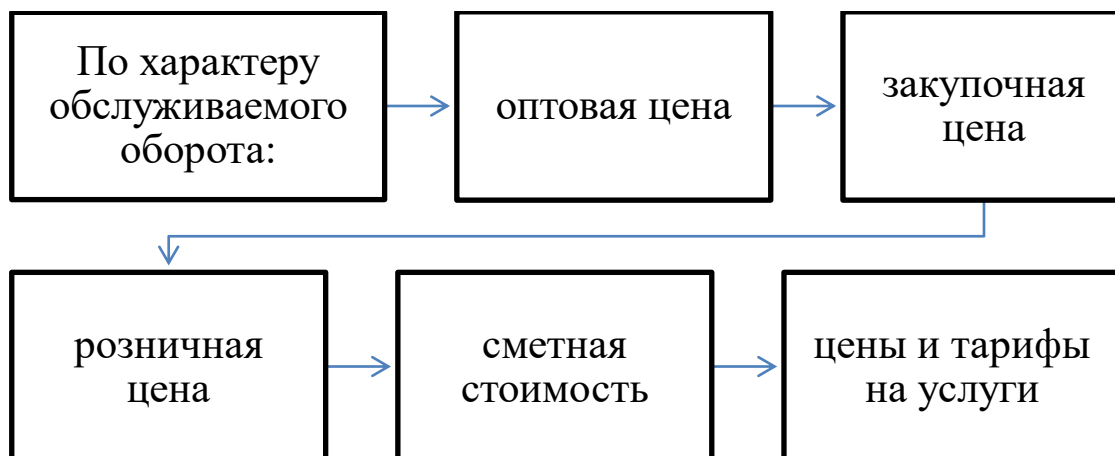 По характеру
обслуживаемого
оборота:
оптовая цена
закупочная
цена
розничная
цена
сметная
стоимость
цены и тарифы
на услуги